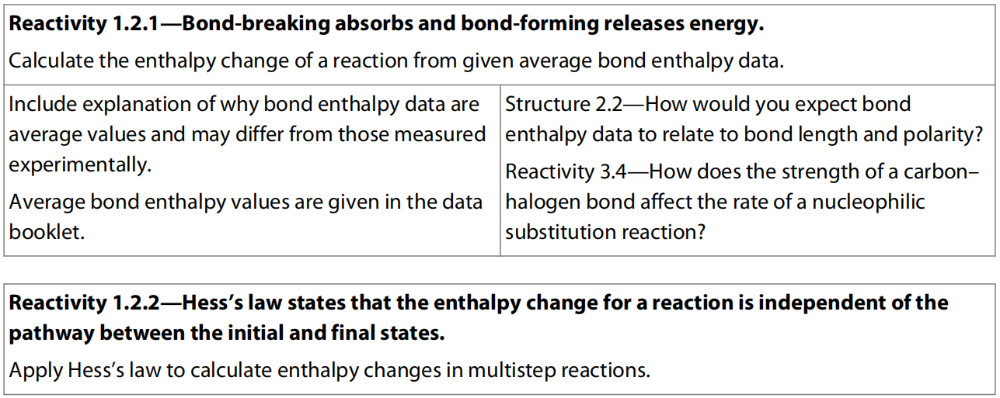 Reactivity 1.2.1—Bond-breaking absorbs and bond-forming releases energy.
Calculate the enthalpy change of a reaction from given average bond enthalpy data.
Include explanation of why bond enthalpy data are
average values and may differ from those measured
experimentally.
Average bond enthalpy values are given in the data
booklet.
Structure 2.2—How would you expect bond
enthalpy data to relate to bond length and polarity?
Reactivity 3.4—How does the strength of a carbon–
halogen bond affect the rate of a nucleophilic
substitution reaction?
Reactivity 1.2.2—Hess’s law states that the enthalpy change for a reaction is independent of the
pathway between the initial and final states.
Apply Hess’s law to calculate enthalpy changes in multistep reactions.